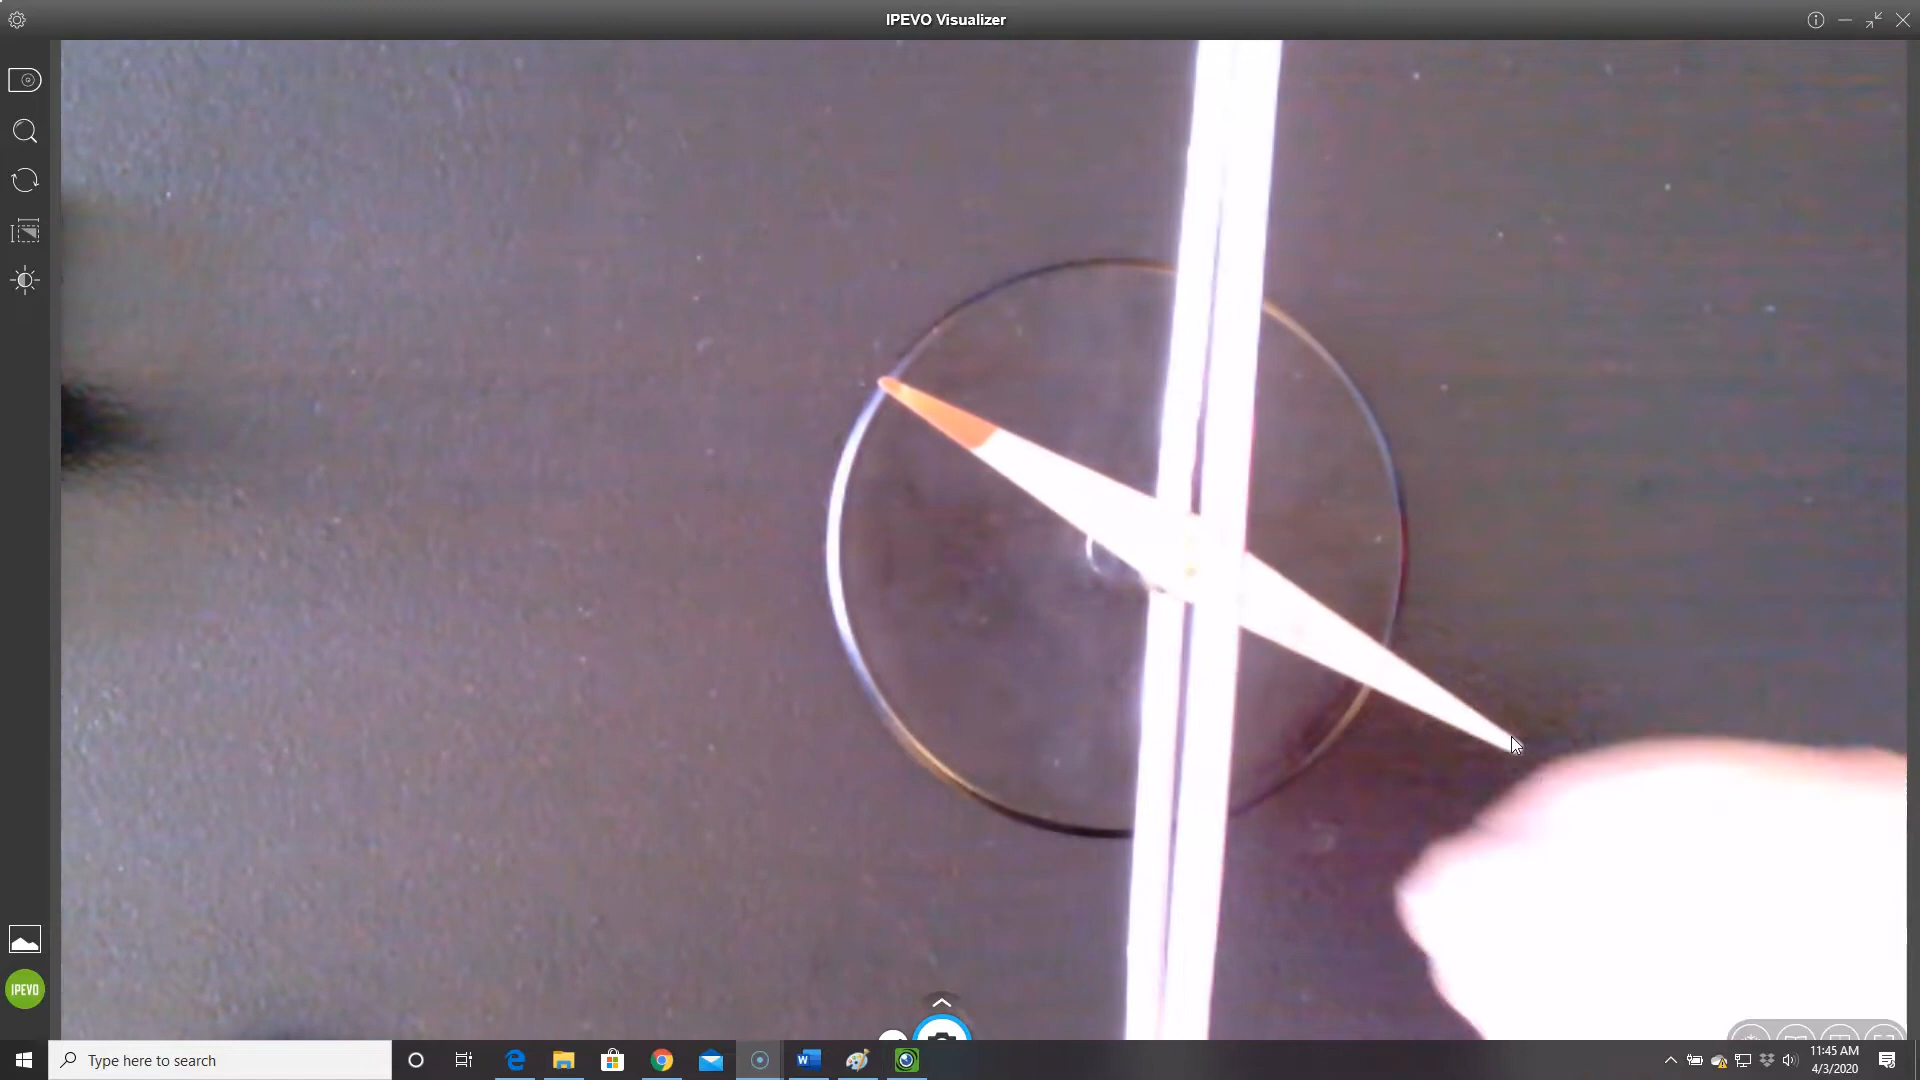 IPEVO Visualizer
IPEVO
Type here to search
11:45 AM
4/3/2020